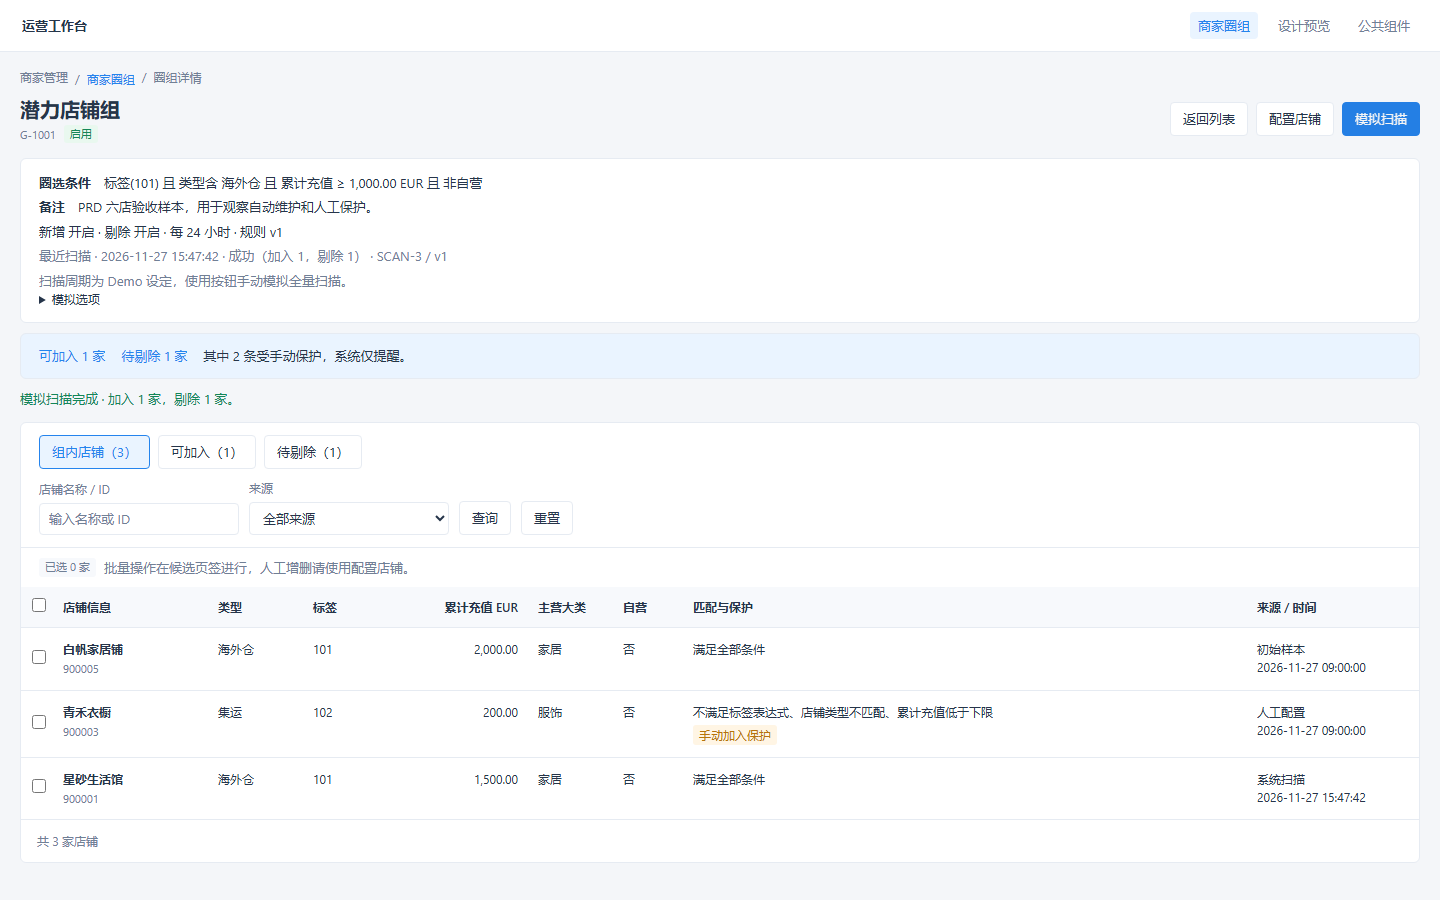 运营工作台
商家圈组
设计预览
公共组件
商家管理 / 商家圈组 / 圈组详情
潜力店铺组
G-1001 启用
返回列表
配置店铺
模拟扫描
圈选条件 标签(101) 且 类型含 海外仓 且 累计充值 ≥ 1,000.00 EUR 且 非自营
备注 PRD 六店验收样本，用于观察自动维护和人工保护。
新增 开启 · 剔除 开启 · 每 24 小时 · 规则 v1
最近扫描 · 2026-11-27 15:47:42 · 成功（加入 1，剔除 1） · SCAN-3 / v1
扫描周期为 Demo 设定，使用按钮手动模拟全量扫描。
模拟选项
可加入 1 家 待剔除 1 家 其中 2 条受手动保护，系统仅提醒。
模拟扫描完成 · 加入 1 家，剔除 1 家。
组内店铺（3） 可加入（1） 待剔除（1）
店铺名称 / ID 来源
输入名称或 ID 全部来源 查询 重置
已选 0 家 批量操作在候选页签进行，人工增删请使用配置店铺。
店铺信息 类型 标签 累计充值 EUR 主营大类 自营 匹配与保护 来源 / 时间
白帆家居铺 海外仓 101 2,000.00 家居 否 满足全部条件 初始样本
900005 2026-11-27 09:00:00
青禾衣橱 集运 102 200.00 服饰 否 不满足标签表达式、店铺类型不匹配、累计充值低于下限 人工配置
900003 手动加入保护 2026-11-27 09:00:00
星砂生活馆 海外仓 101 1,500.00 家居 否 满足全部条件 系统扫描
900001 2026-11-27 15:47:42
共 3 家店铺